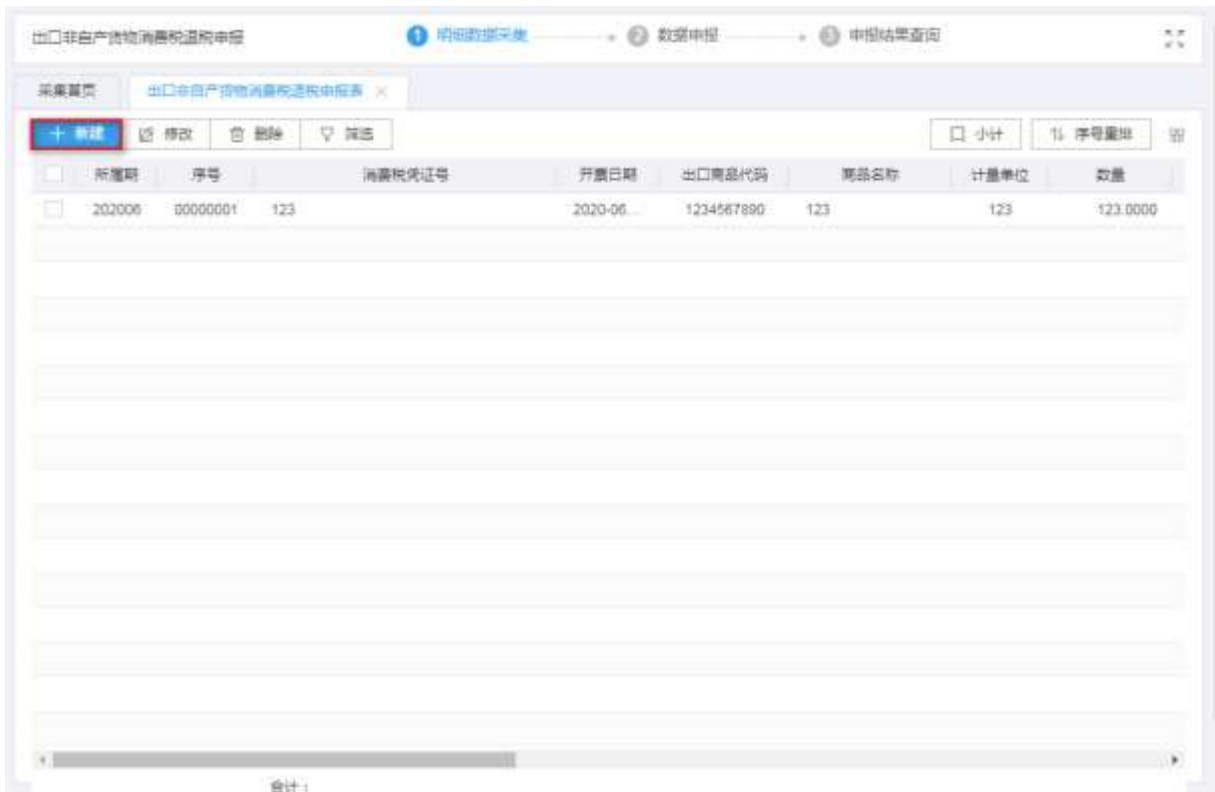 出口非自产货物消费税退税申报 1 明细数据采集 2 数据申报 3 申报结果查询
采集首页 出口非自产货物消费税退税申报表 ×
+ 新建 修改 删除 筛选 小计 序号重排
所属期 序号 消费税凭证号 开票日期 出口商品代码 商品名称 计量单位 数量
202006 00000001 123 2020-06... 1234567890 123 123 123.0000
合计：